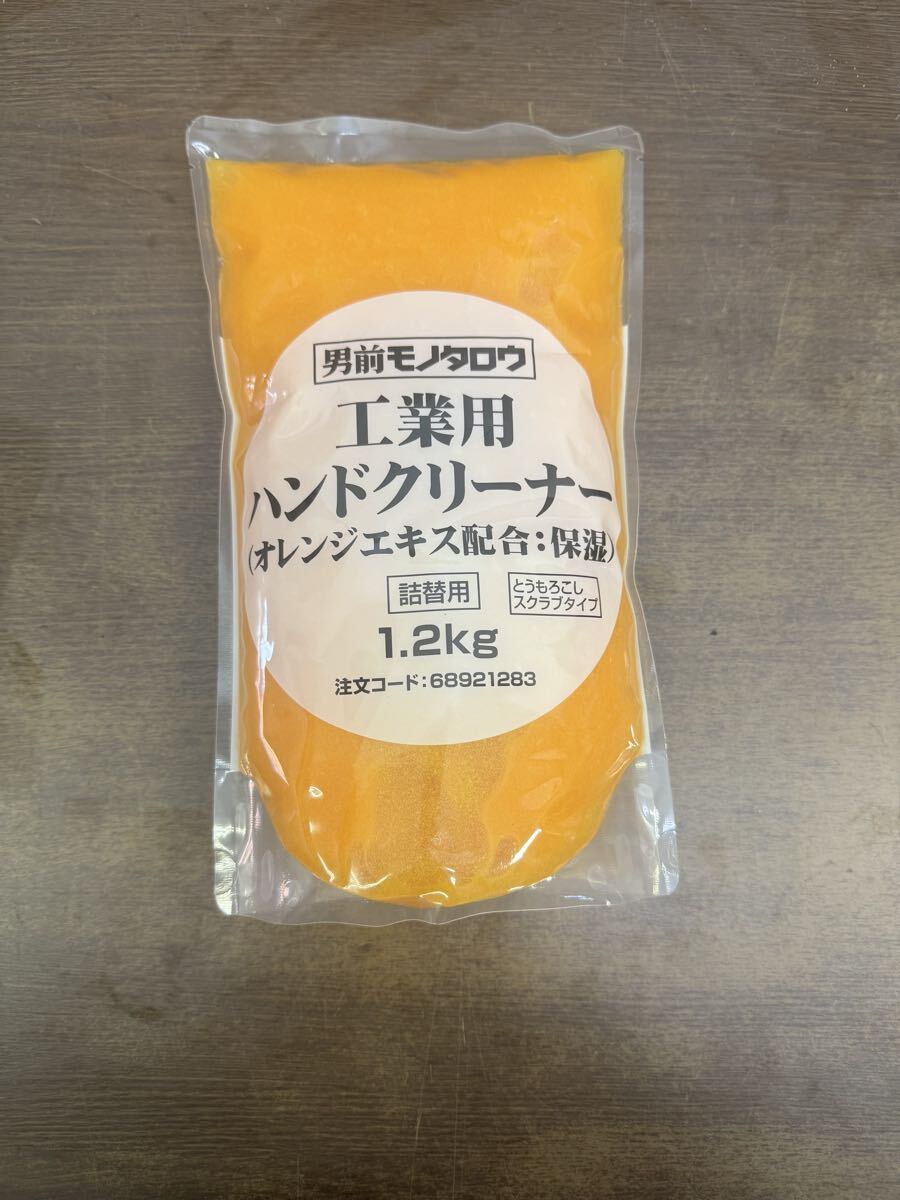 男前モノタロウ
工業用
ハンドクリーナー
(オレンジエキス配合:保湿)
詰替用
とうもろこし
スクラブタイプ
1.2kg
注文コード:68921283